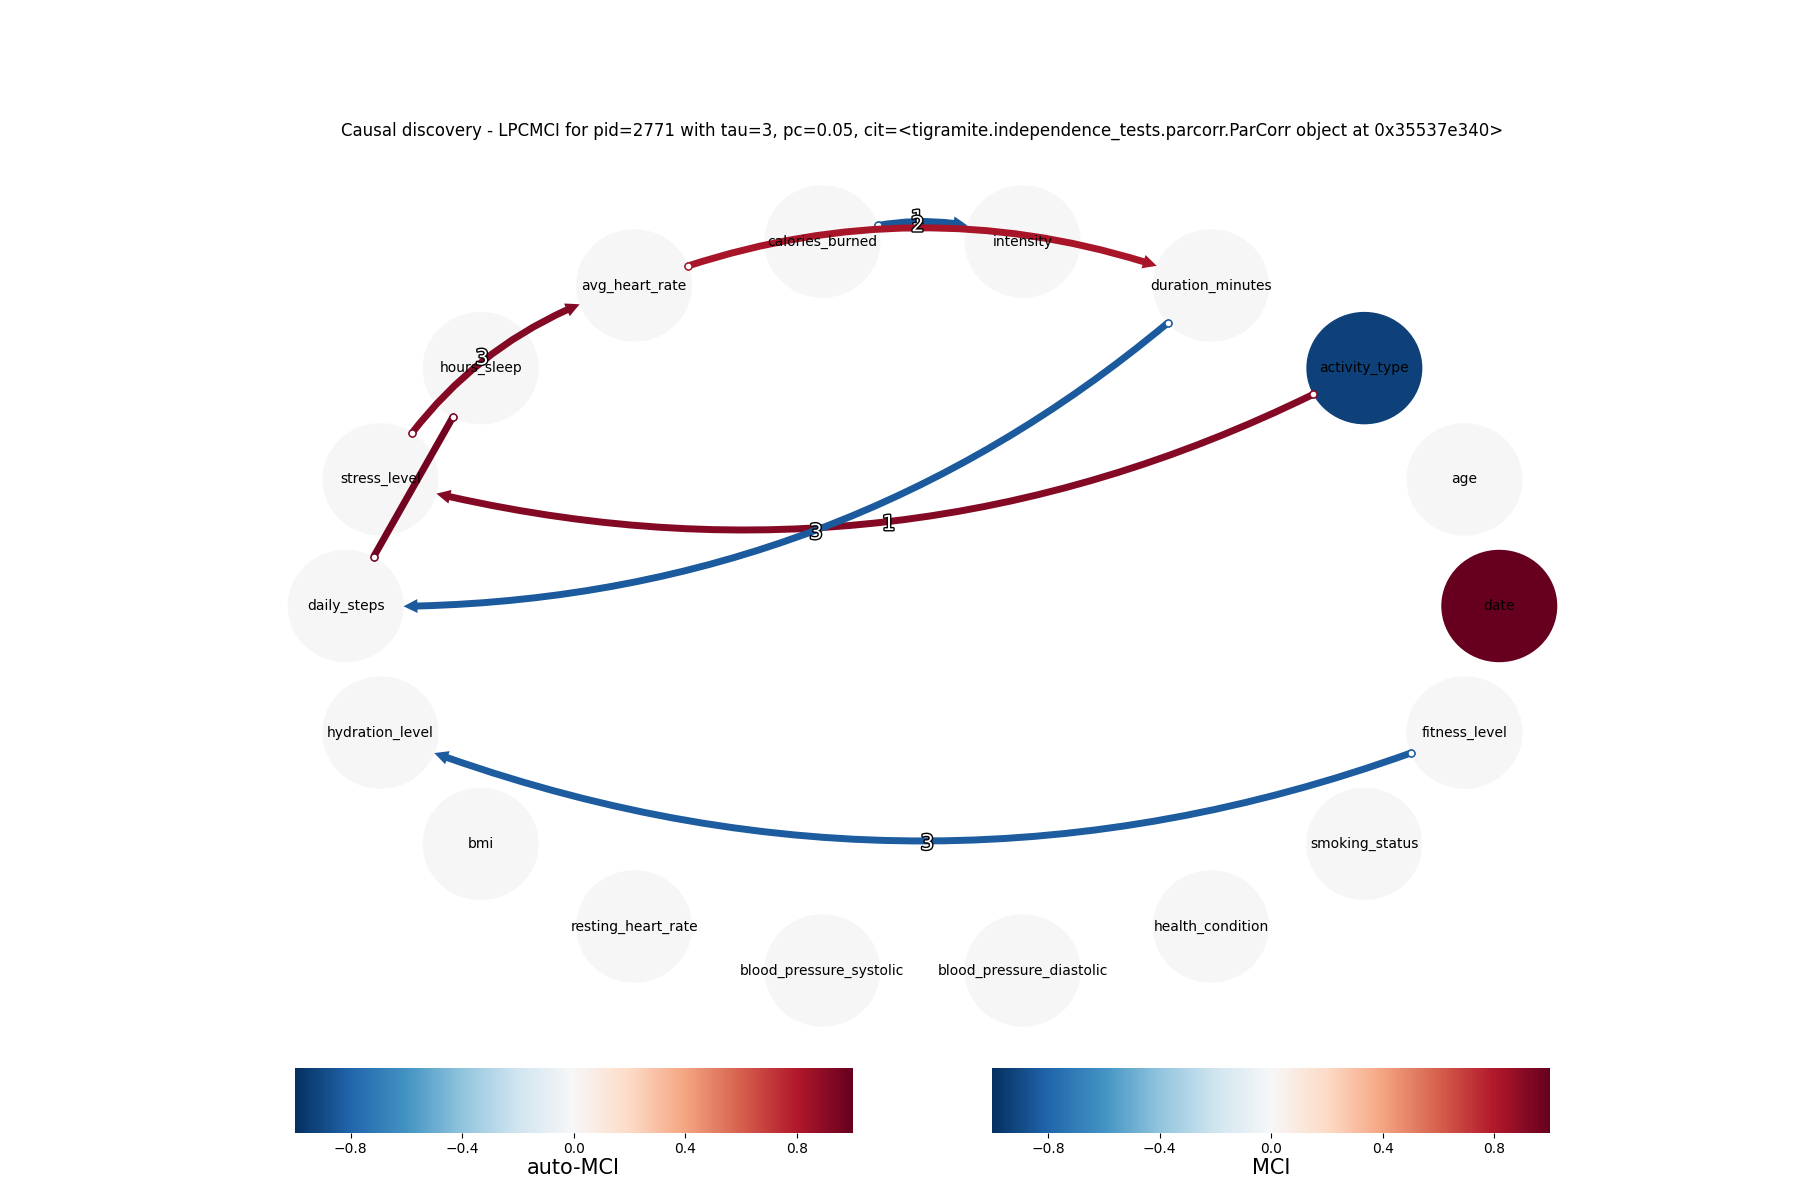 Causal discovery - LPCMCI for pid=2771 with tau=3, pc=0.05, cit=<tigramite.independence_tests.parcorr.ParCorr object at 0x35537e340>
2
calories_burned
intensity
avg_heart_rate
duration_minutes
3
hours_sleep
activity_type
stress_level
age
1
3
daily_steps
date
hydration_level
fitness_level
3
bmi
smoking_status
resting_heart_rate
health_condition
blood_pressure_systolic
blood_pressure_diastolic
−0.8 −0.4 0.0 0.4 0.8
auto-MCI
−0.8 −0.4 0.0 0.4 0.8
MCI